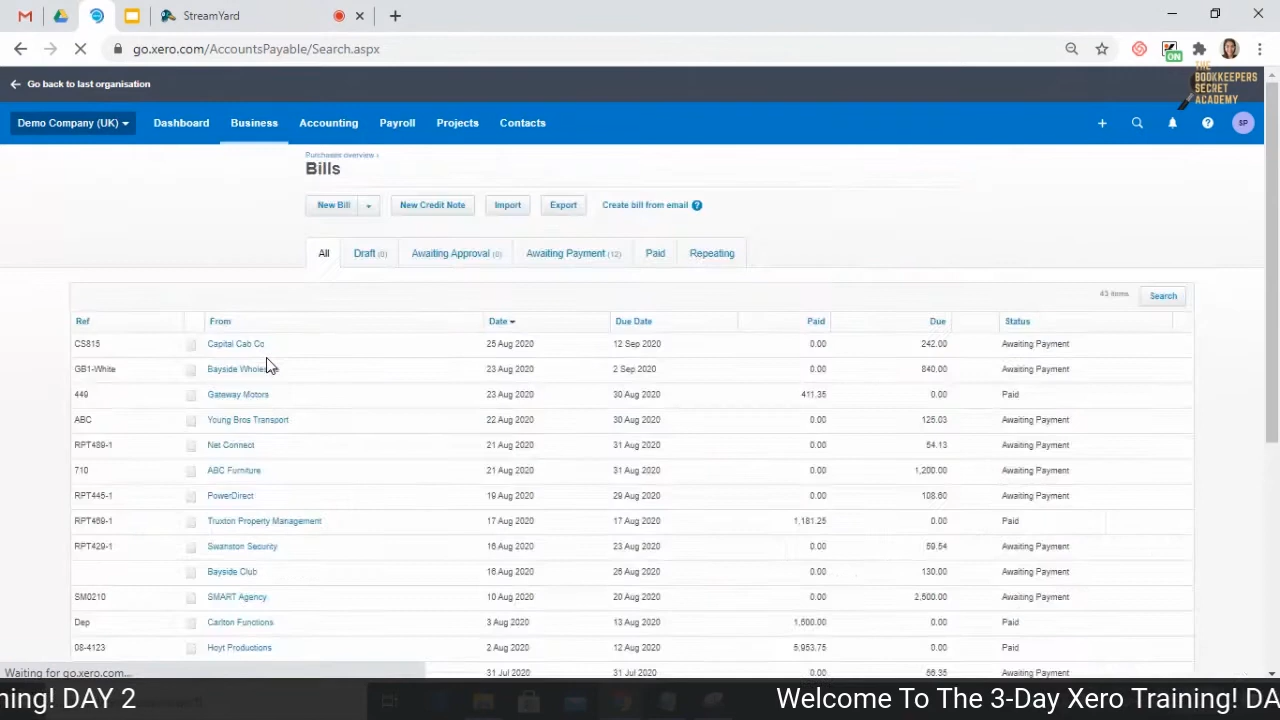 StreamYard
go.xero.com/AccountsPayable/Search.aspx
ON
THE
BOOKKEEPERS
SECRET
ACADEMY
Go back to last organisation
Demo Company (UK) Dashboard Business Accounting Payroll Projects Contacts SP
Purchases overview ›
Bills
New Bill New Credit Note Import Export Create bill from email ?
All Draft (0) Awaiting Approval (0) Awaiting Payment (12) Paid Repeating
43 items Search
Ref From Date Due Date Paid Due Status
CS815 Capital Cab Co 25 Aug 2020 12 Sep 2020 0.00 242.00 Awaiting Payment
GB1-White Bayside 23 Aug 2020 2 Sep 2020 0.00 840.00 Awaiting Payment
449 Gateway Motors 23 Aug 2020 30 Aug 2020 411.35 0.00 Paid
ABC Young Bros Transport 22 Aug 2020 30 Aug 2020 0.00 125.03 Awaiting Payment
RPT489-1 Net Connect 21 Aug 2020 31 Aug 2020 0.00 54.13 Awaiting Payment
710 ABC Furniture 21 Aug 2020 31 Aug 2020 0.00 1,200.00 Awaiting Payment
RPT445-1 PowerDirect 19 Aug 2020 29 Aug 2020 0.00 108.60 Awaiting Payment
RPT469-1 Truxton Property Management 17 Aug 2020 17 Aug 2020 1,181.25 0.00 Paid
RPT429-1 Swanston Security 16 Aug 2020 23 Aug 2020 0.00 59.54 Awaiting Payment
Bayside Club 16 Aug 2020 26 Aug 2020 0.00 130.00 Awaiting Payment
SM0210 SMART Agency 10 Aug 2020 20 Aug 2020 0.00 2,500.00 Awaiting Payment
Dep Carlton Functions 3 Aug 2020 13 Aug 2020 1,500.00 0.00 Paid
08-4123 Hoyt Productions 2 Aug 2020 12 Aug 2020 5,953.75 0.00 Paid
31 Jul 2020 31 Jul 2020 0.00 56.35 Awaiting Payment
Waiting for go.xero.com...
ning! DAY 2 Welcome To The 3-Day Xero Training! DA